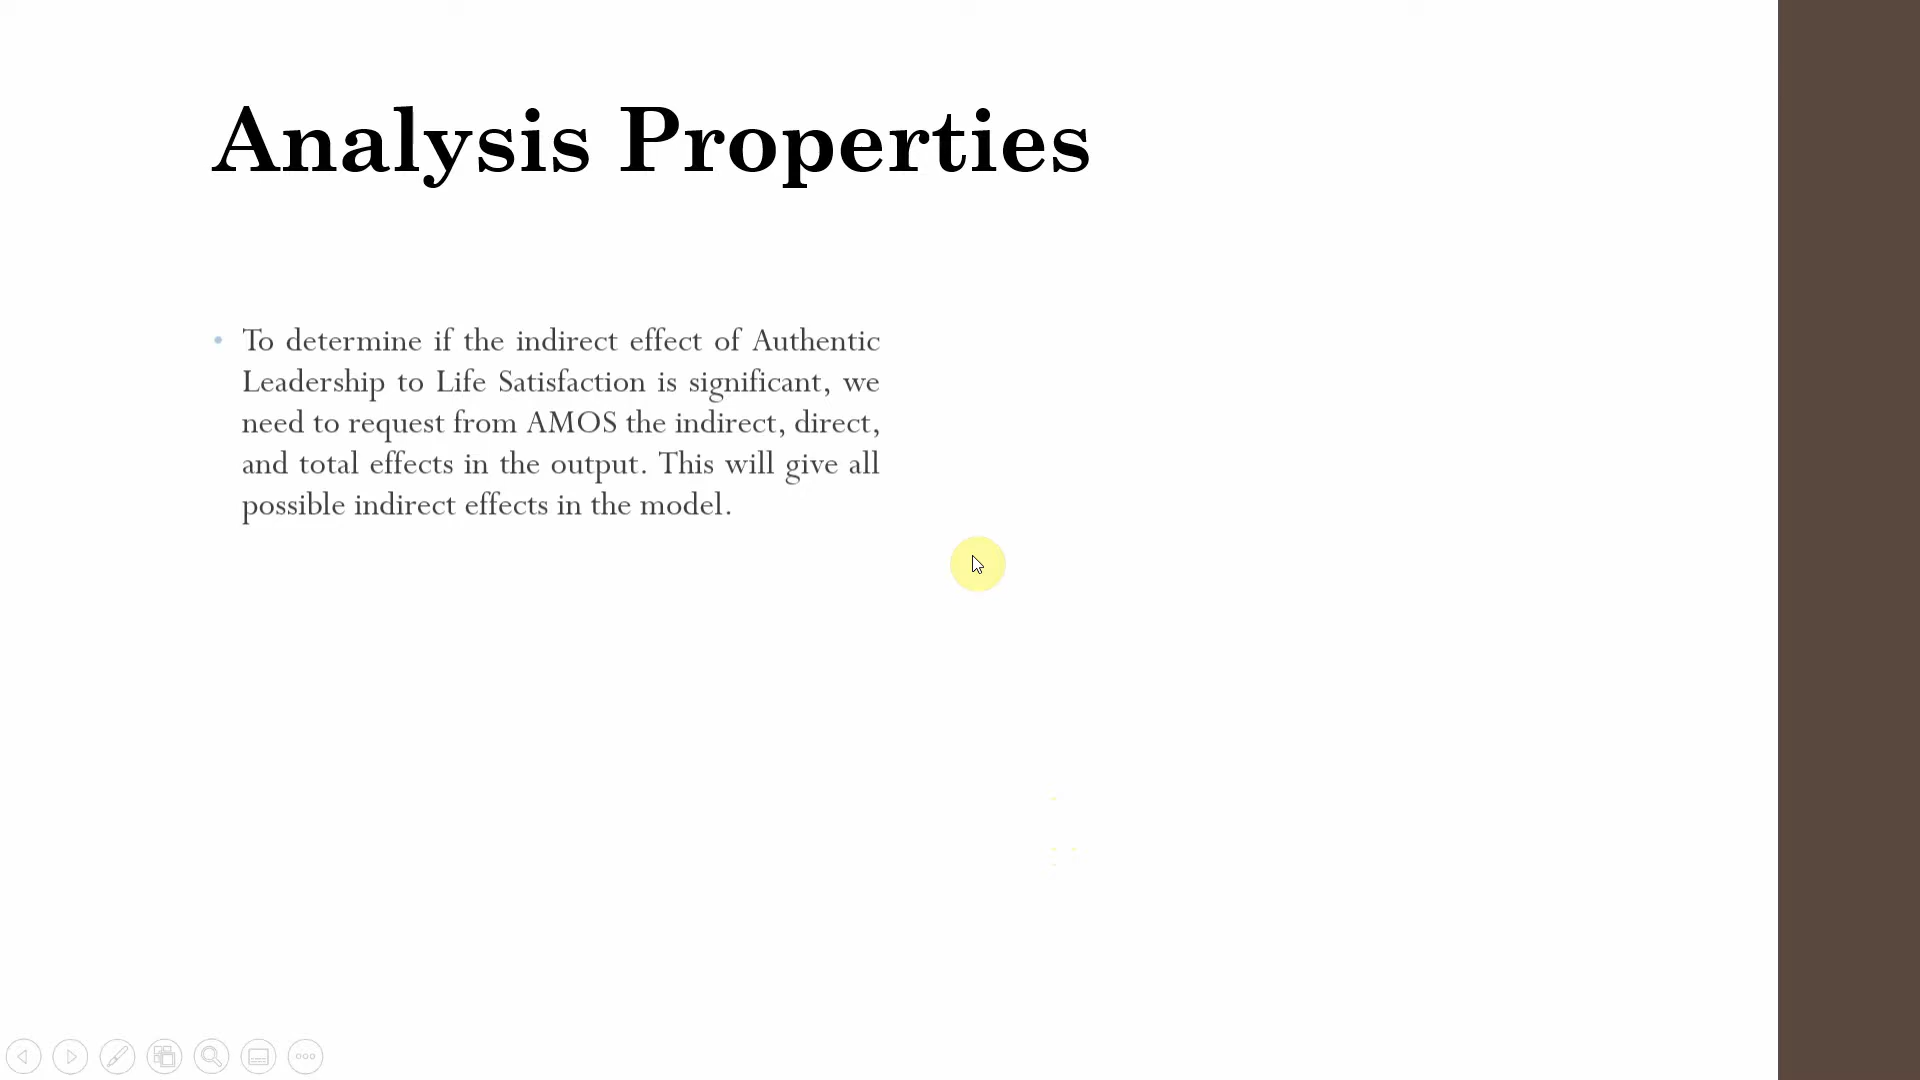 Analysis Properties
• To determine if the indirect effect of Authentic
Leadership to Life Satisfaction is significant, we
need to request from AMOS the indirect, direct,
and total effects in the output. This will give all
possible indirect effects in the model.